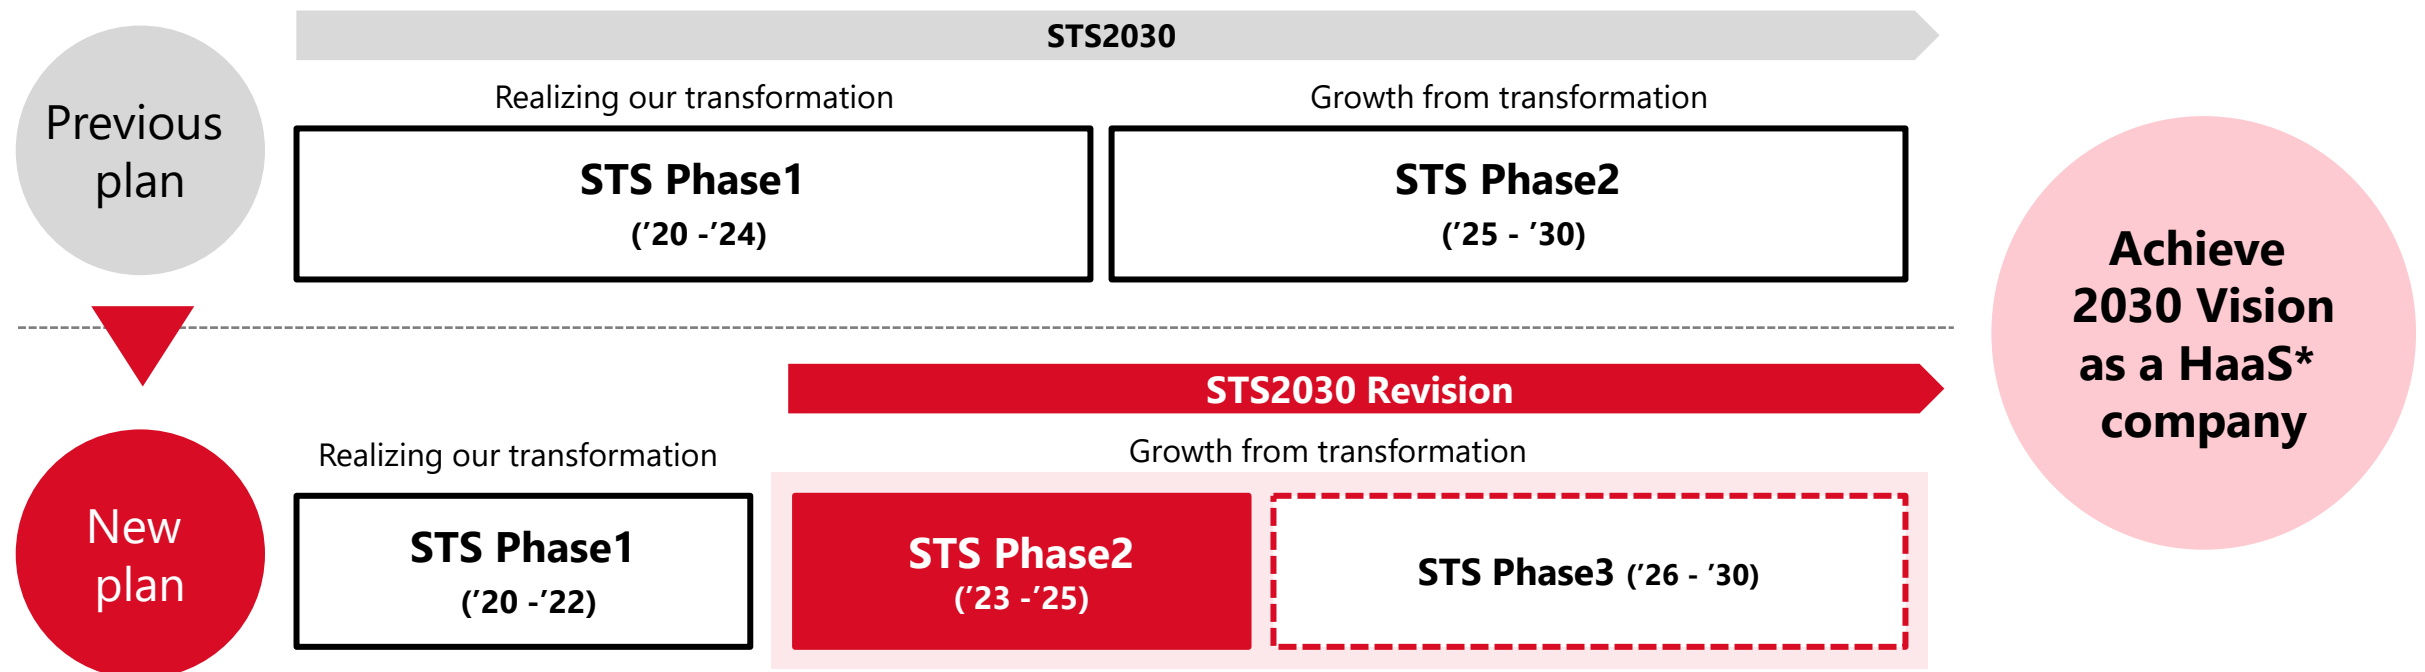 STS2030
Previous
plan
Realizing our transformation
Growth from transformation
STS Phase1
(’20 -’24)
STS Phase2
(’25 - ’30)
Achieve
2030 Vision
as a HaaS*
company
STS2030 Revision
New
plan
Realizing our transformation
Growth from transformation
STS Phase1
(’20 -’22)
STS Phase2
(’23 -’25)
STS Phase3 (’26 - ’30)